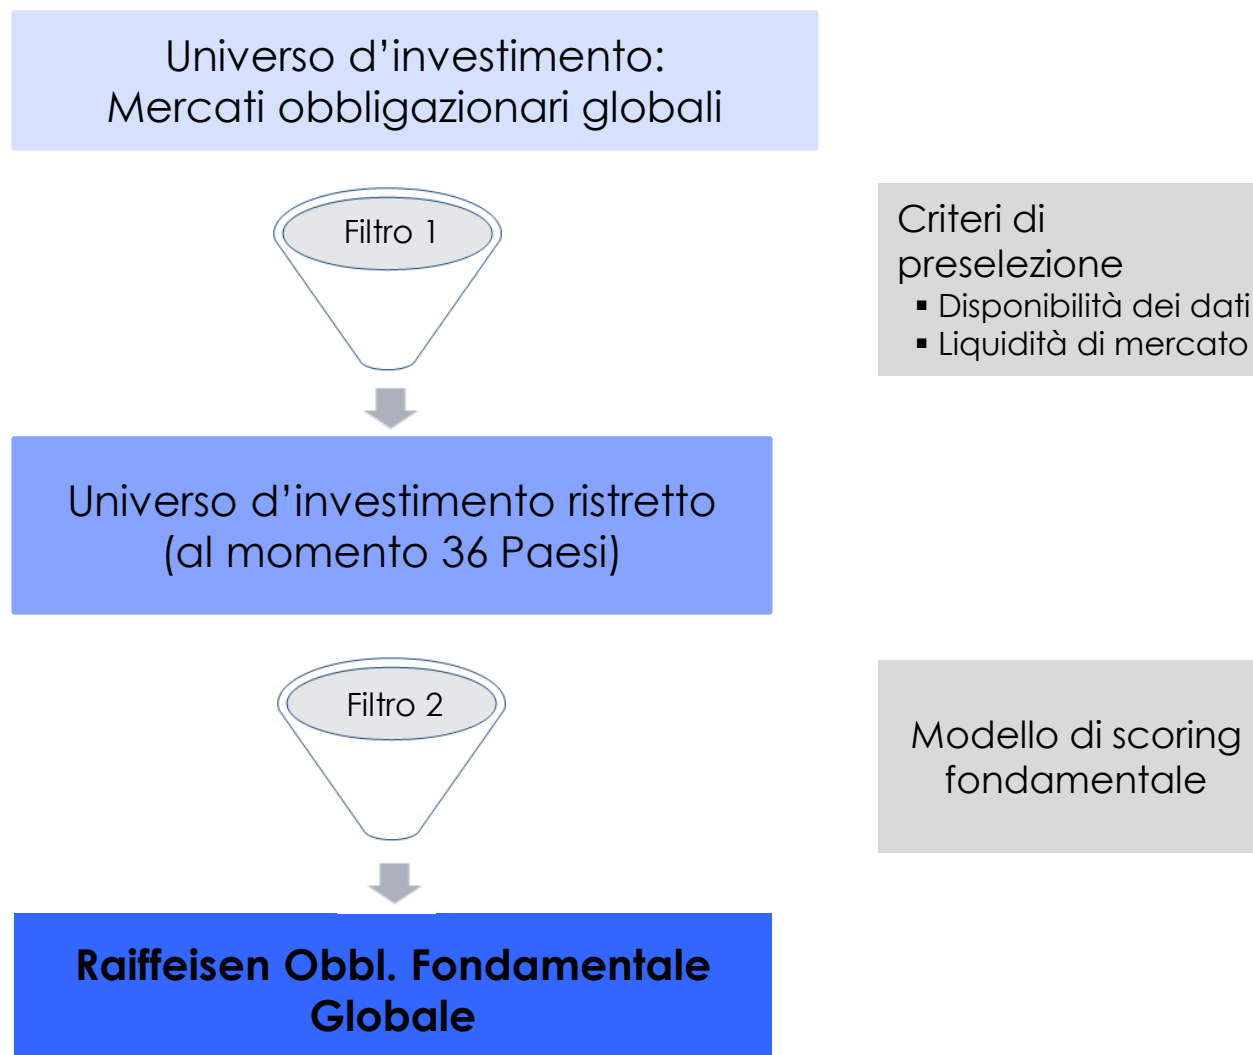 Universo d’investimento:
Mercati obbligazionari globali
Filtro 1
Criteri di
preselezione
▪ Disponibilità dei dati
▪ Liquidità di mercato
Universo d’investimento ristretto
(al momento 36 Paesi)
Filtro 2
Modello di scoring
fondamentale
Raiffeisen Obbl. Fondamentale
Globale